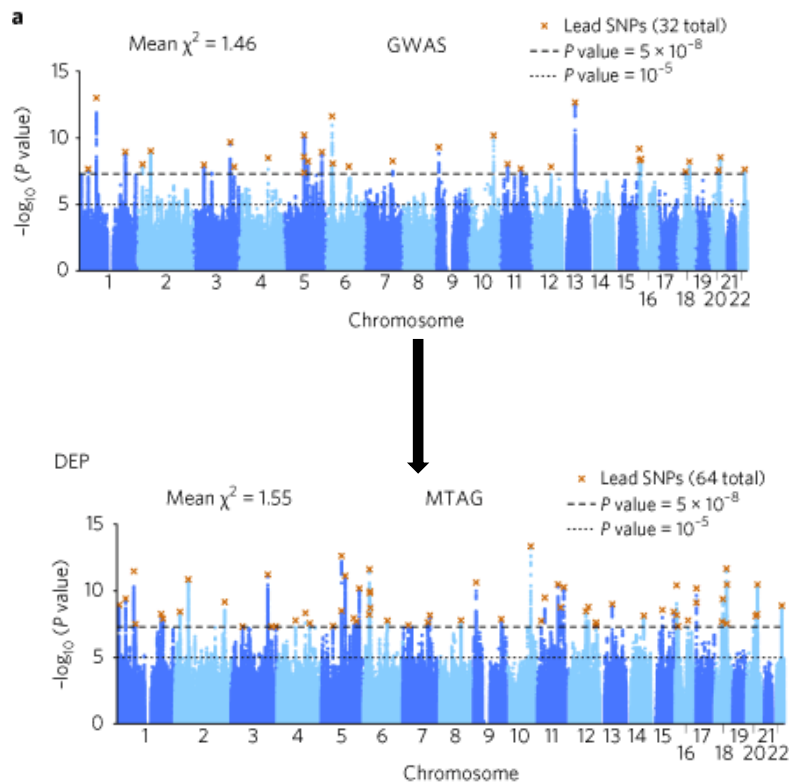 a
Mean χ² = 1.46
GWAS
Lead SNPs (32 total)
P value = 5 × 10⁻⁸
P value = 10⁻⁵
-log₁₀ (P value)
15
10
5
0
1 2 3 4 5 6 7 8 9 10 11 12 13 14 15 16 17 18 19 20 21 22
Chromosome
DEP
Mean χ² = 1.55
MTAG
Lead SNPs (64 total)
P value = 5 × 10⁻⁸
P value = 10⁻⁵
-log₁₀ (P value)
15
10
5
0
1 2 3 4 5 6 7 8 9 10 11 12 13 14 15 16 17 18 19 20 21 22
Chromosome